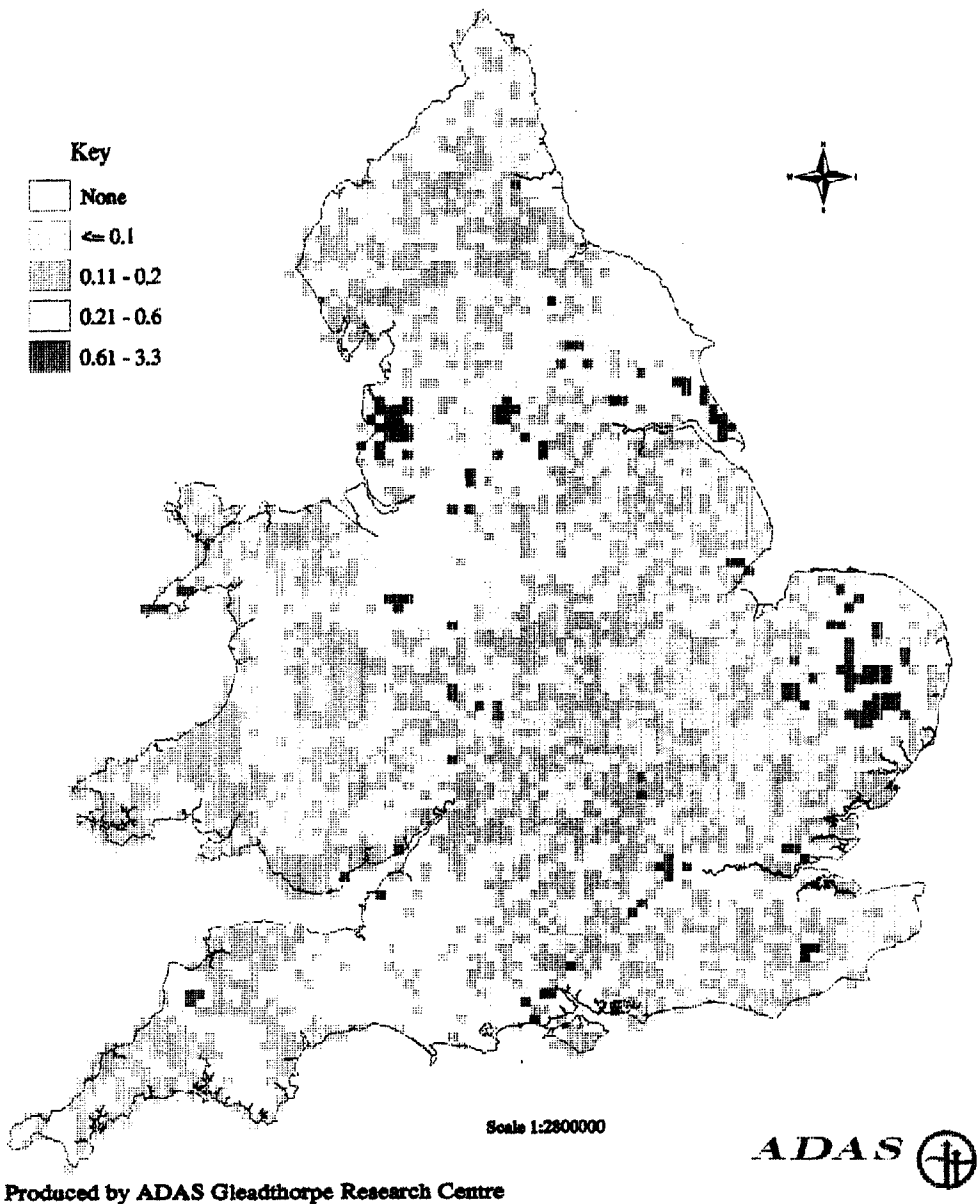 Key
None
<= 0.1
0.11 - 0.2
0.21 - 0.6
0.61 - 3.3
N
W
Scale 1:2800000
ADAS
Produced by ADAS Gleadthorpe Research Centre